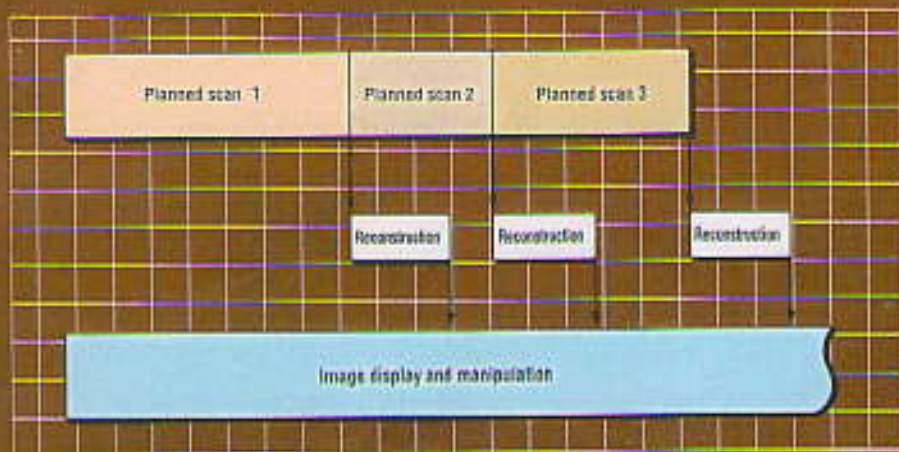 Planned scan 1
Planned scan 2
Planned scan 3
Reconstruction
Reconstruction
Reconstruction
Image display and manipulation